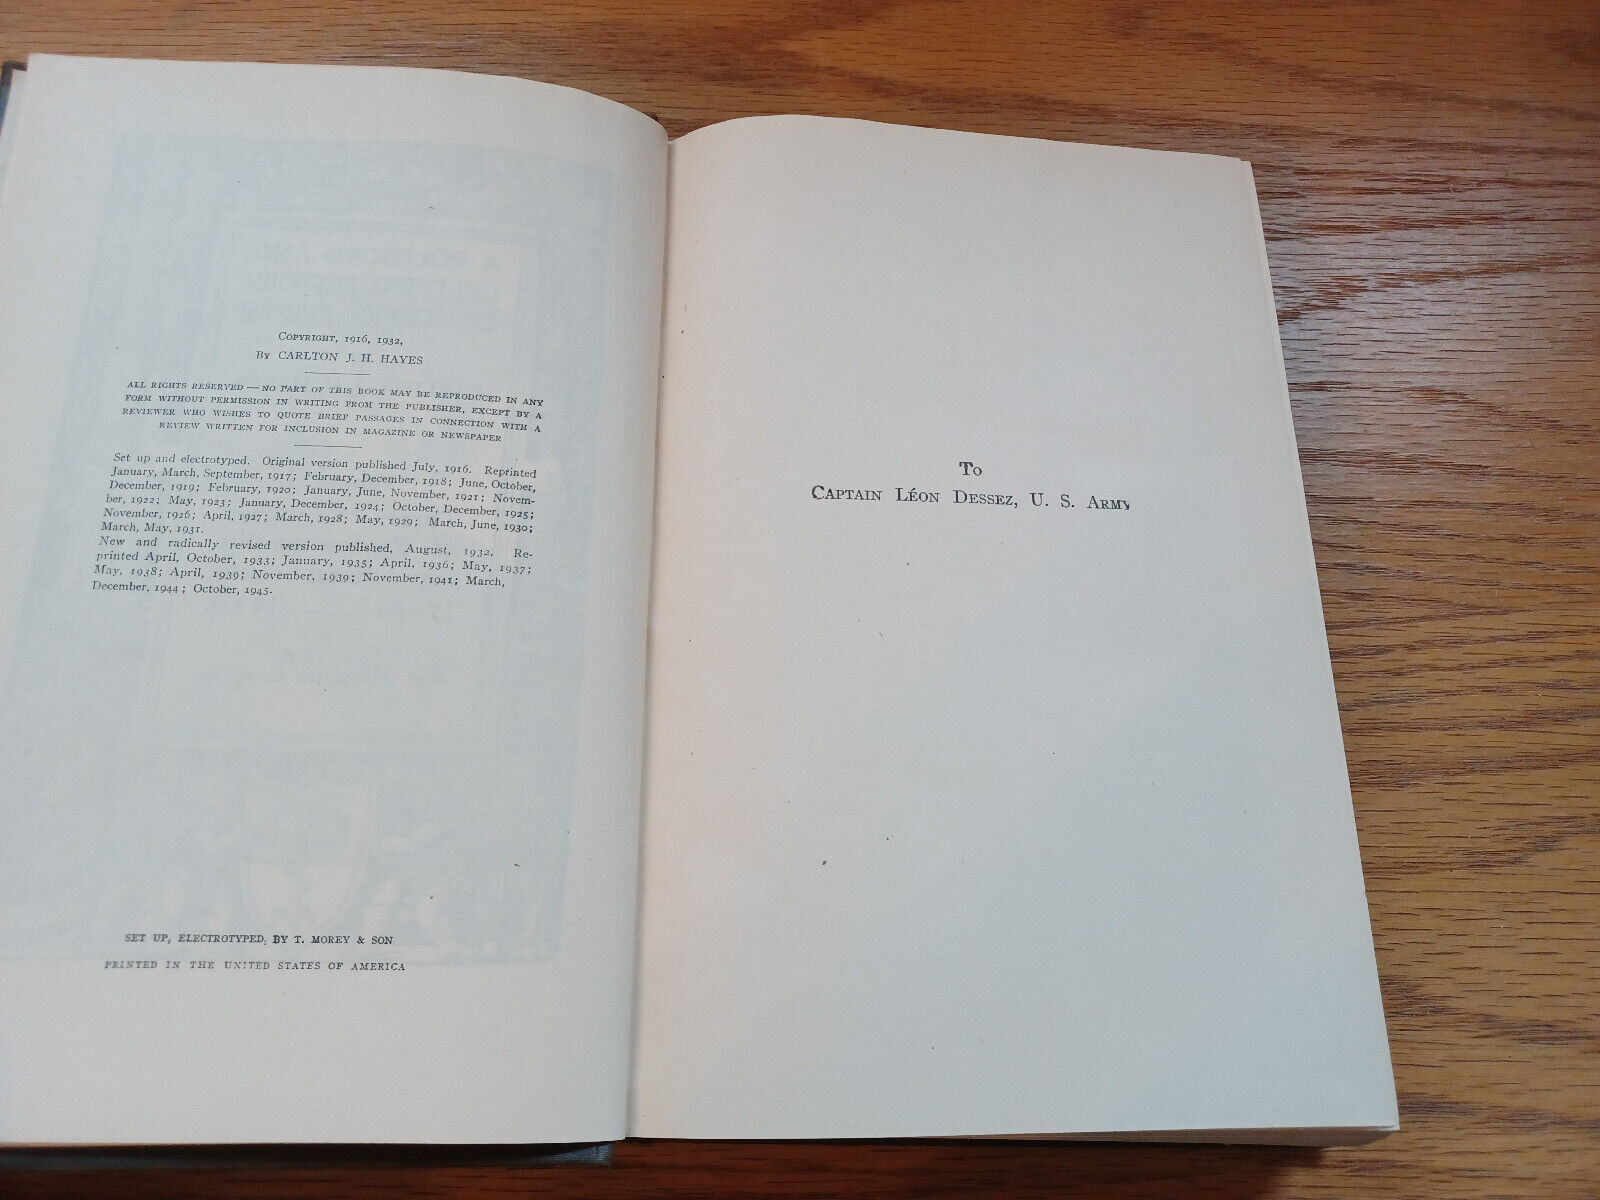 COPYRIGHT, 1916, 1932,
BY CARLTON J. H. HAYES
ALL RIGHTS RESERVED — NO PART OF THIS BOOK MAY BE REPRODUCED IN ANY
FORM WITHOUT PERMISSION IN WRITING FROM THE PUBLISHER, EXCEPT BY A
REVIEWER WHO WISHES TO QUOTE BRIEF PASSAGES IN CONNECTION WITH A
REVIEW WRITTEN FOR INCLUSION IN MAGAZINE OR NEWSPAPER
Set up and electrotyped. Original version published July, 1916. Reprinted
January, March, September, 1917; February, December, 1918; June, October,
December, 1919; February, 1920; January, June, November, 1921; Novem-
ber, 1922; May, 1923; January, December, 1924; October, December, 1925;
November, 1926; April, 1927; March, 1928; May, 1929; March, June, 1930;
March, May, 1931.
New and radically revised version published, August, 1932. Re-
printed April, October, 1933; January, 1935; April, 1936; May, 1937;
May, 1938; April, 1939; November, 1939; November, 1941; March,
December, 1944; October, 1945.
SET UP, ELECTROTYPED, BY T. MOREY & SON
PRINTED IN THE UNITED STATES OF AMERICA
To
CAPTAIN LÉON DESSEZ, U. S. ARMY